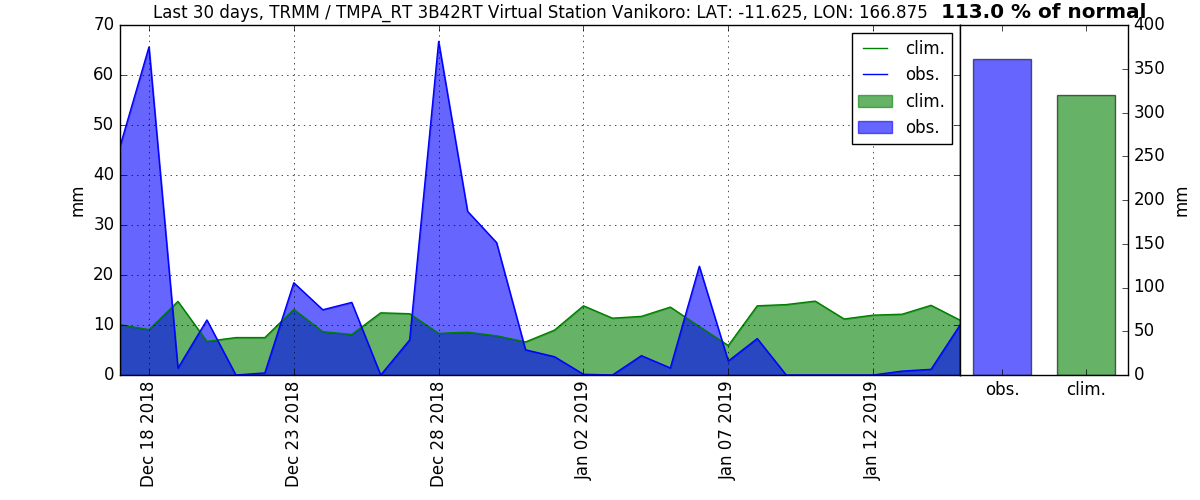 Last 30 days, TRMM / TMPA_RT 3B42RT Virtual Station Vanikoro: LAT: -11.625, LON: 166.875
113.0 % of normal
70
60
50
40
30
20
10
0
mm
clim.
obs.
clim.
obs.
Dec 18 2018
Dec 23 2018
Dec 28 2018
Jan 02 2019
Jan 07 2019
Jan 12 2019
400
350
300
250
200
150
100
50
0
mm
obs.
clim.